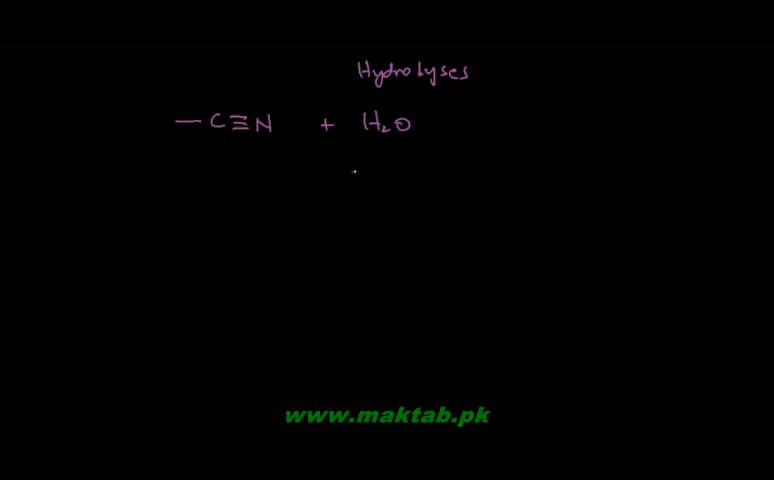 Hydrolyses
— C≡N + H₂O
www.maktab.pk